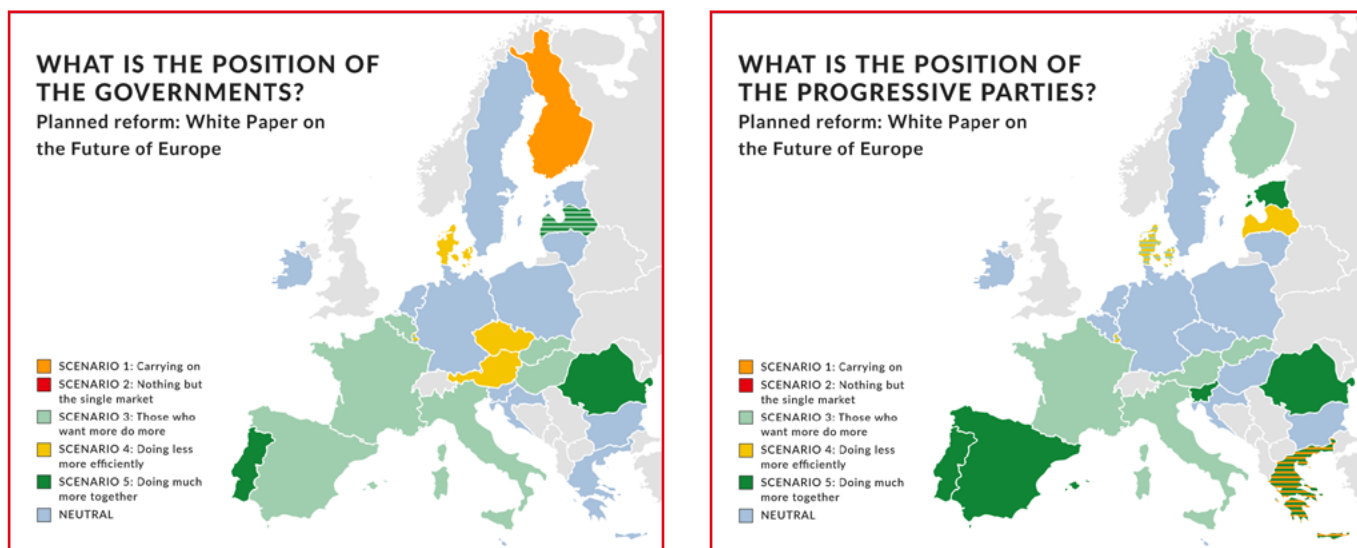 WHAT IS THE POSITION OF
THE GOVERNMENTS?
Planned reform: White Paper on
the Future of Europe
SCENARIO 1: Carrying on
SCENARIO 2: Nothing but
the single market
SCENARIO 3: Those who
want more do more
SCENARIO 4: Doing less
more efficiently
SCENARIO 5: Doing much
more together
NEUTRAL
WHAT IS THE POSITION OF
THE PROGRESSIVE PARTIES?
Planned reform: White Paper on
the Future of Europe
SCENARIO 1: Carrying on
SCENARIO 2: Nothing but
the single market
SCENARIO 3: Those who
want more do more
SCENARIO 4: Doing less
more efficiently
SCENARIO 5: Doing much
more together
NEUTRAL